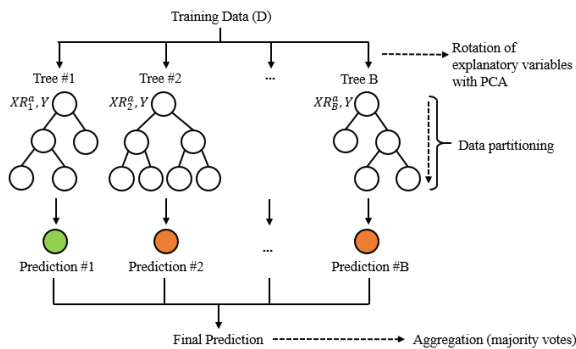 Training Data (D)
Rotation of
explanatory variables
with PCA
Tree #1
Tree #2
...
Tree B
XR₁ᵃ, Y
XR₂ᵃ, Y
XR_Bᵃ, Y
Data partitioning
...
Prediction #1
Prediction #2
Prediction #B
Final Prediction
Aggregation (majority votes)